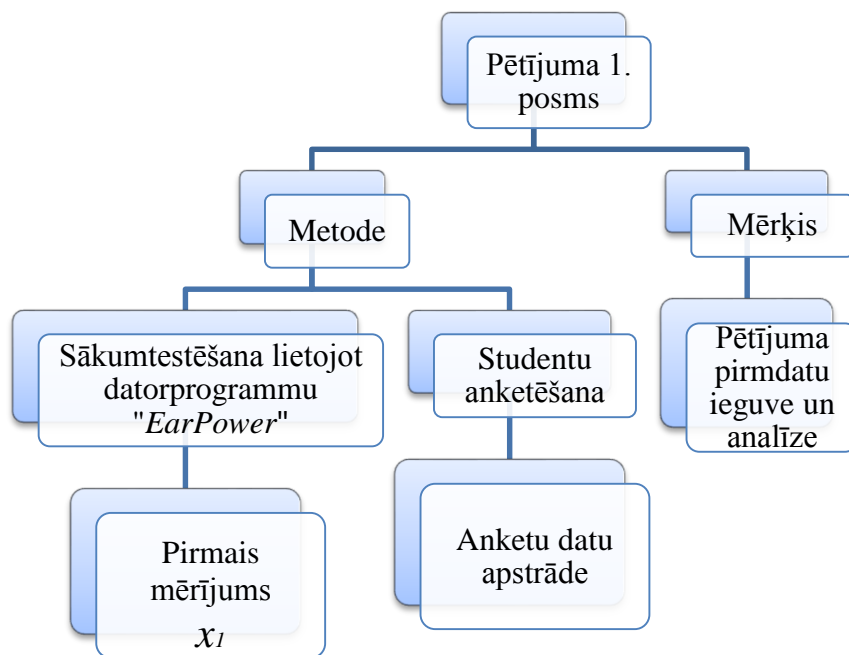 Pētījuma 1.
posms
Metode
Mērķis
Sākumtestēšana lietojot
datorprogrammu
"EarPower"
Studentu
anketēšana
Pētījuma
pirmdatu
ieguve un
analīze
Pirmais
mērījums
x1
Anketu datu
apstrāde